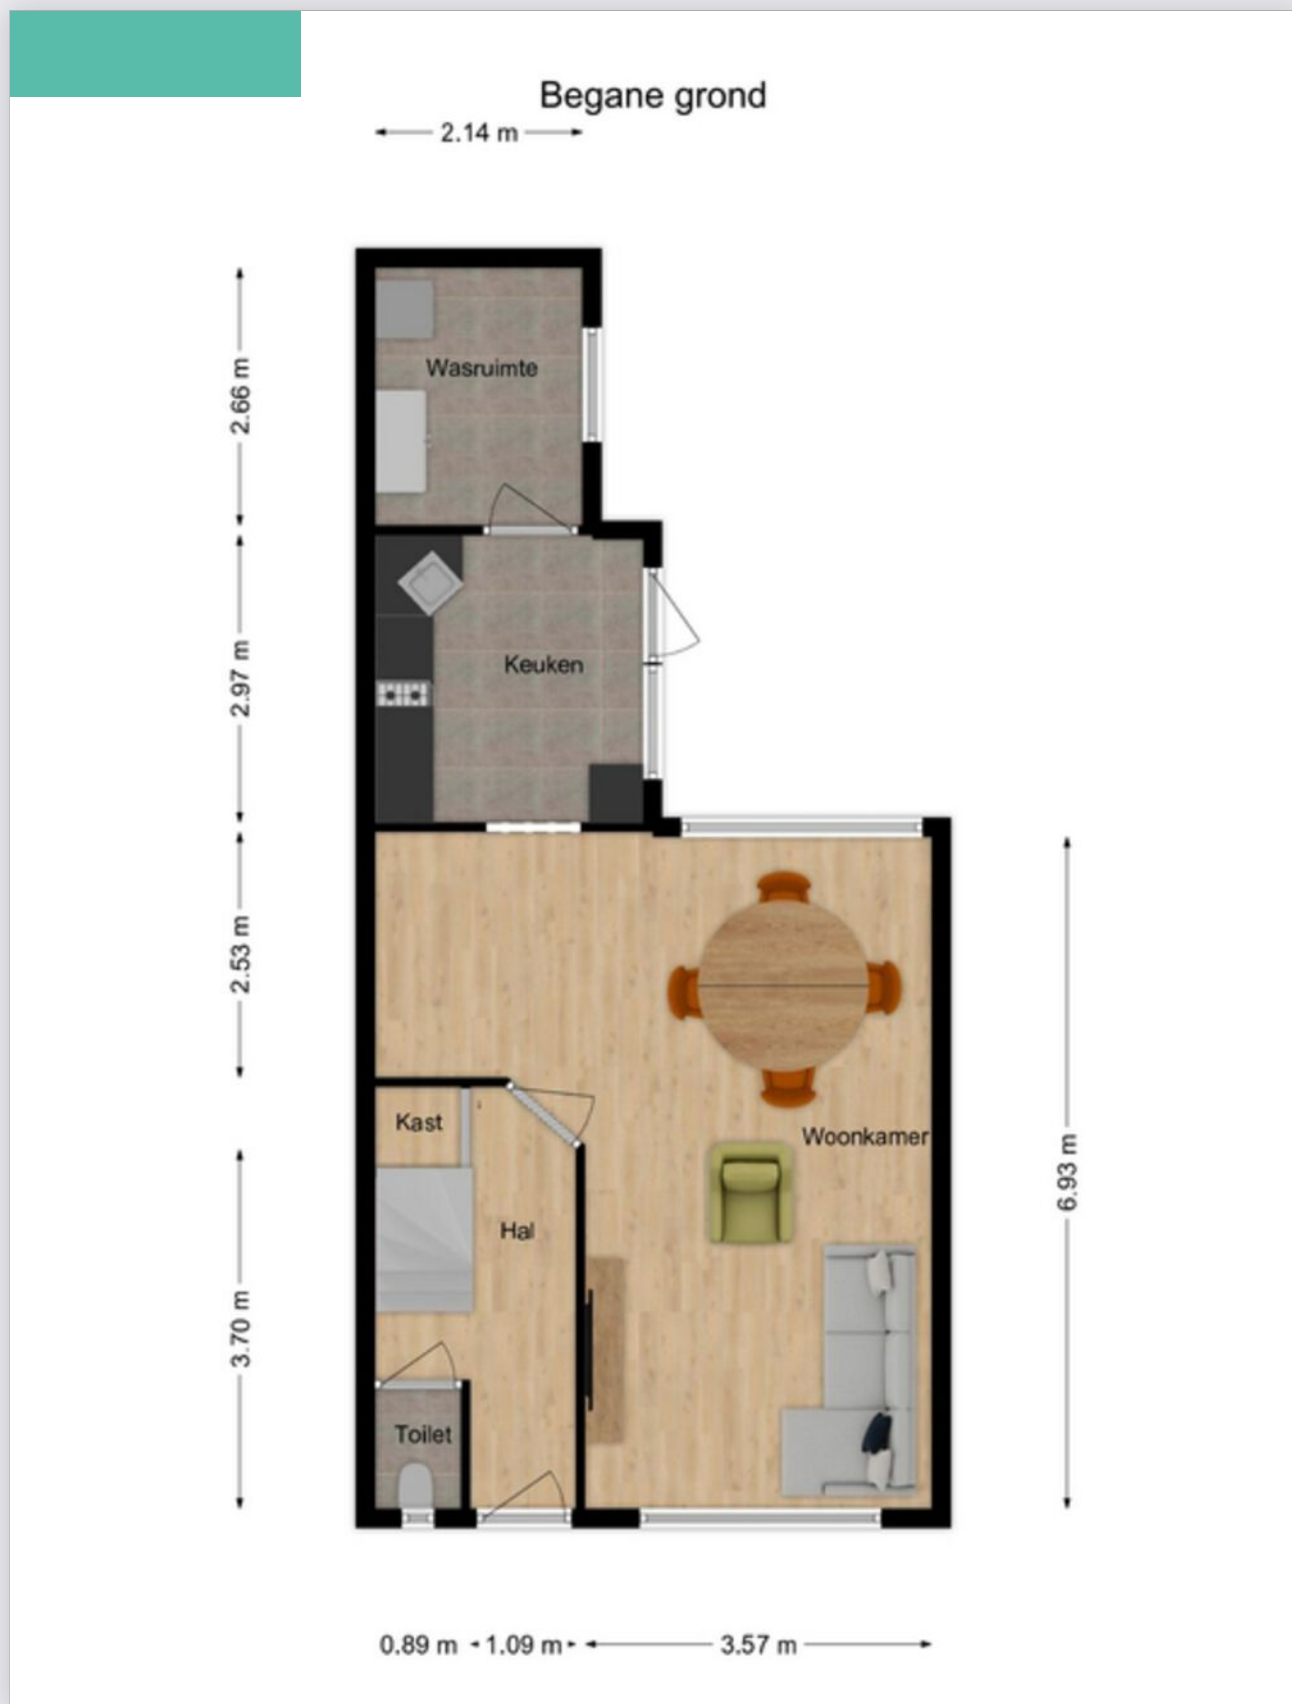 Begane grond
2.14 m
2.66 m
Wasruimte
2.97 m
Keuken
2.53 m
Kast
Woonkamer
6.93 m
Hal
3.70 m
Toilet
0.89 m
1.09 m
3.57 m